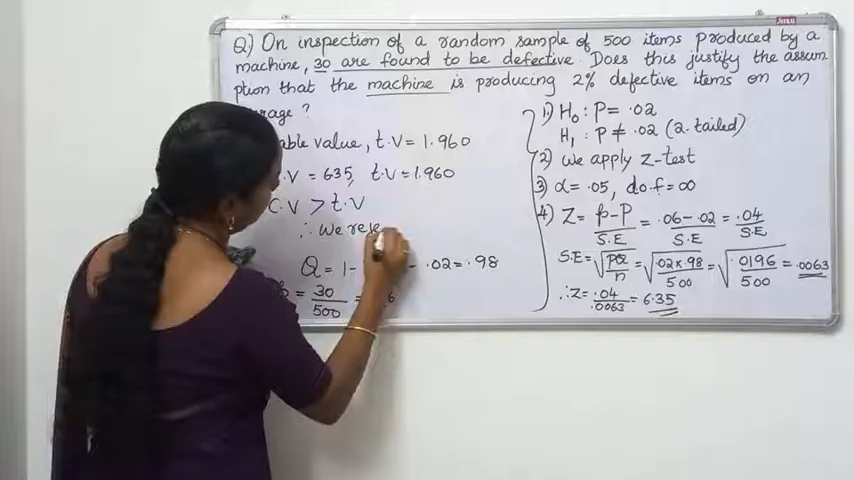 Q) On inspection of a random sample of 500 items produced by a
machine, 30 are found to be defective. Does this justify the assum
ption that the machine is producing 2% defective items on an
rage ?
able value, t.V = 1.960
.V = 635, t.V = 1.960
C.V > t.V
∴ we reje
Q = 1- - .02 = .98
= 30/500 = 6
1) H₀ : P = .02
H₁ : P ≠ .02 (2-tailed)
2) we apply Z-test
3) α = .05, d.o.f = ∞
4) Z = p-P/S.E = .06-.02/S.E = .04/S.E
S.E = √PQ/n = √.02×.98/500 = √.0196/500 = .0063
∴ Z = .04/.0063 = 6.35